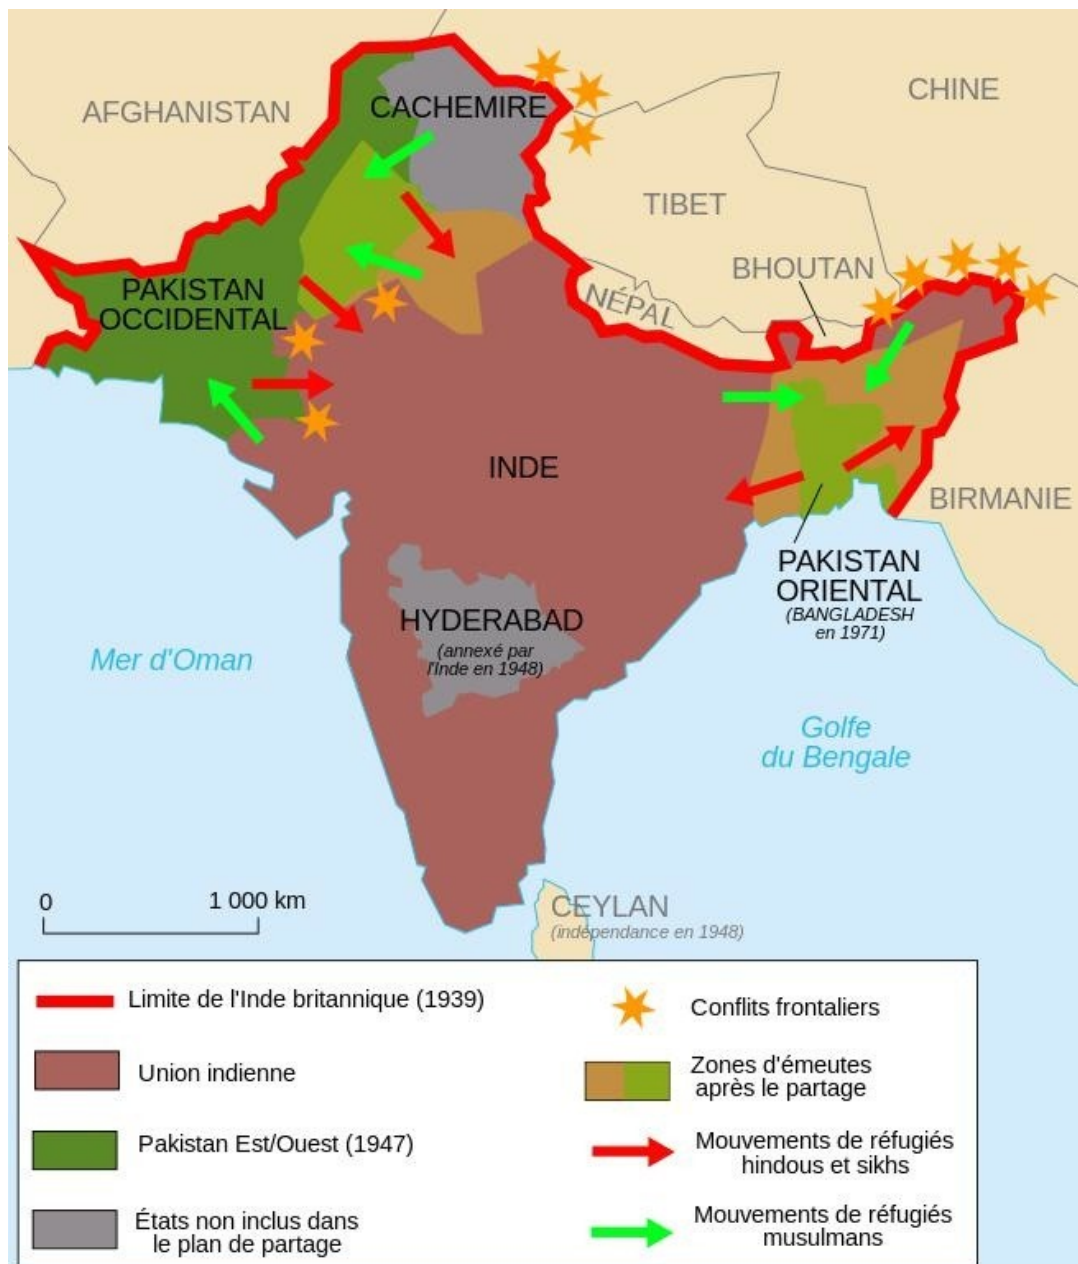 CHINE
AFGHANISTAN
CACHEMIRE
TIBET
BHOUTAN
NÉPAL
PAKISTAN
OCCIDENTAL
INDE
BIRMANIE
PAKISTAN
ORIENTAL
(BANGLADESH
en 1971)
HYDERABAD
(annexé par
l'Inde en 1948)
Mer d'Oman
Golfe
du Bengale
0 1 000 km
CEYLAN
(indépendance en 1948)
Limite de l'Inde britannique (1939)
Union indienne
Pakistan Est/Ouest (1947)
États non inclus dans
le plan de partage
Conflits frontaliers
Zones d'émeutes
après le partage
Mouvements de réfugiés
hindous et sikhs
Mouvements de réfugiés
musulmans